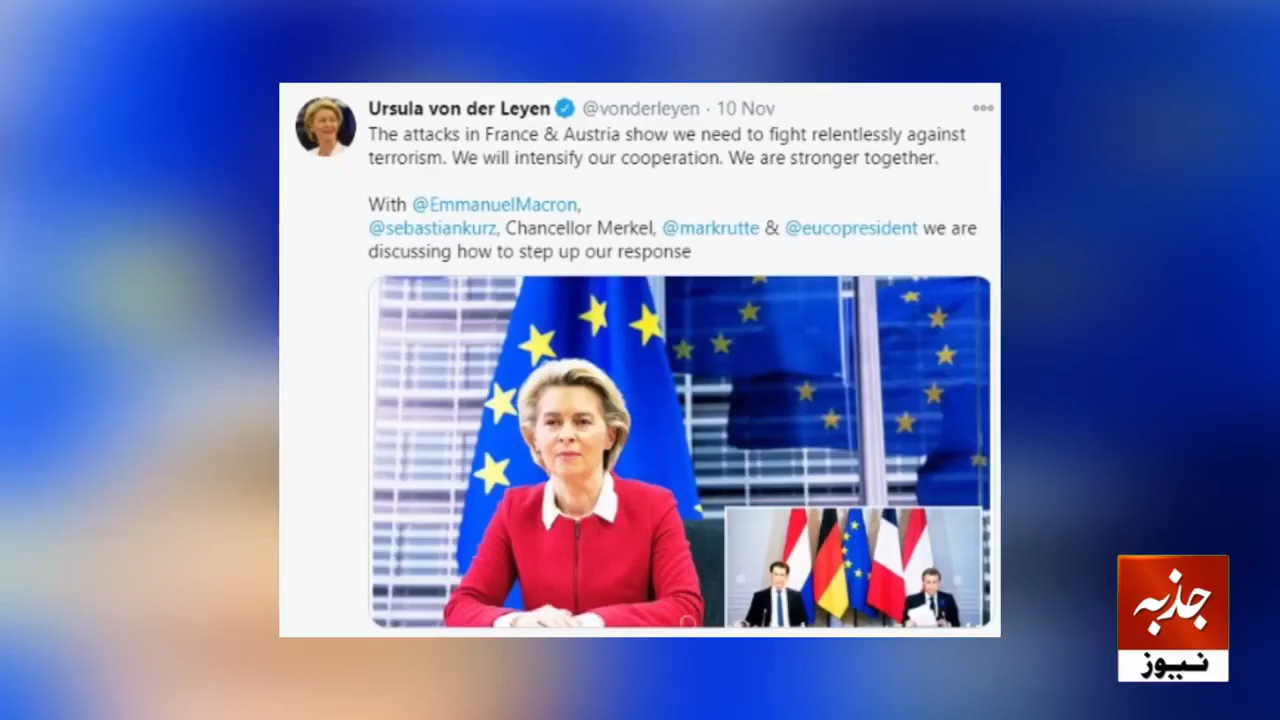 Ursula von der Leyen @vonderleyen · 10 Nov
The attacks in France & Austria show we need to fight relentlessly against
terrorism. We will intensify our cooperation. We are stronger together.
With @EmmanuelMacron,
@sebastiankurz, Chancellor Merkel, @markrutte & @eucopresident we are
discussing how to step up our response
جذبہ
نیوز